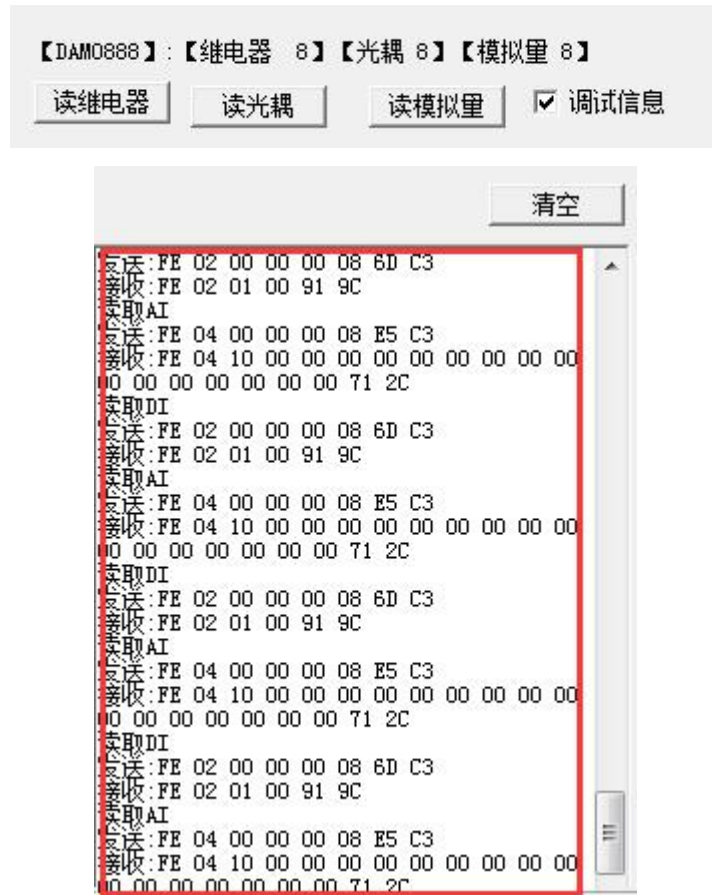 【DAM0888】:【继电器 8】【光耦 8】【模拟量 8】
读继电器 读光耦 读模拟量 调试信息
清空
发送:FE 02 00 00 00 08 6D C3
接收:FE 02 01 00 91 9C
读取AI
发送:FE 04 00 00 00 08 E5 C3
接收:FE 04 10 00 00 00 00 00 00 00 00 00
00 00 00 00 00 00 00 71 2C
读取DI
发送:FE 02 00 00 00 08 6D C3
接收:FE 02 01 00 91 9C
读取AI
发送:FE 04 00 00 00 08 E5 C3
接收:FE 04 10 00 00 00 00 00 00 00 00 00
00 00 00 00 00 00 00 71 2C
读取DI
发送:FE 02 00 00 00 08 6D C3
接收:FE 02 01 00 91 9C
读取AI
发送:FE 04 00 00 00 08 E5 C3
接收:FE 04 10 00 00 00 00 00 00 00 00 00
00 00 00 00 00 00 00 71 2C
读取DI
发送:FE 02 00 00 00 08 6D C3
接收:FE 02 01 00 91 9C
读取AI
发送:FE 04 00 00 00 08 E5 C3
接收:FE 04 10 00 00 00 00 00 00 00 00 00
00 00 00 00 00 00 00 71 2C